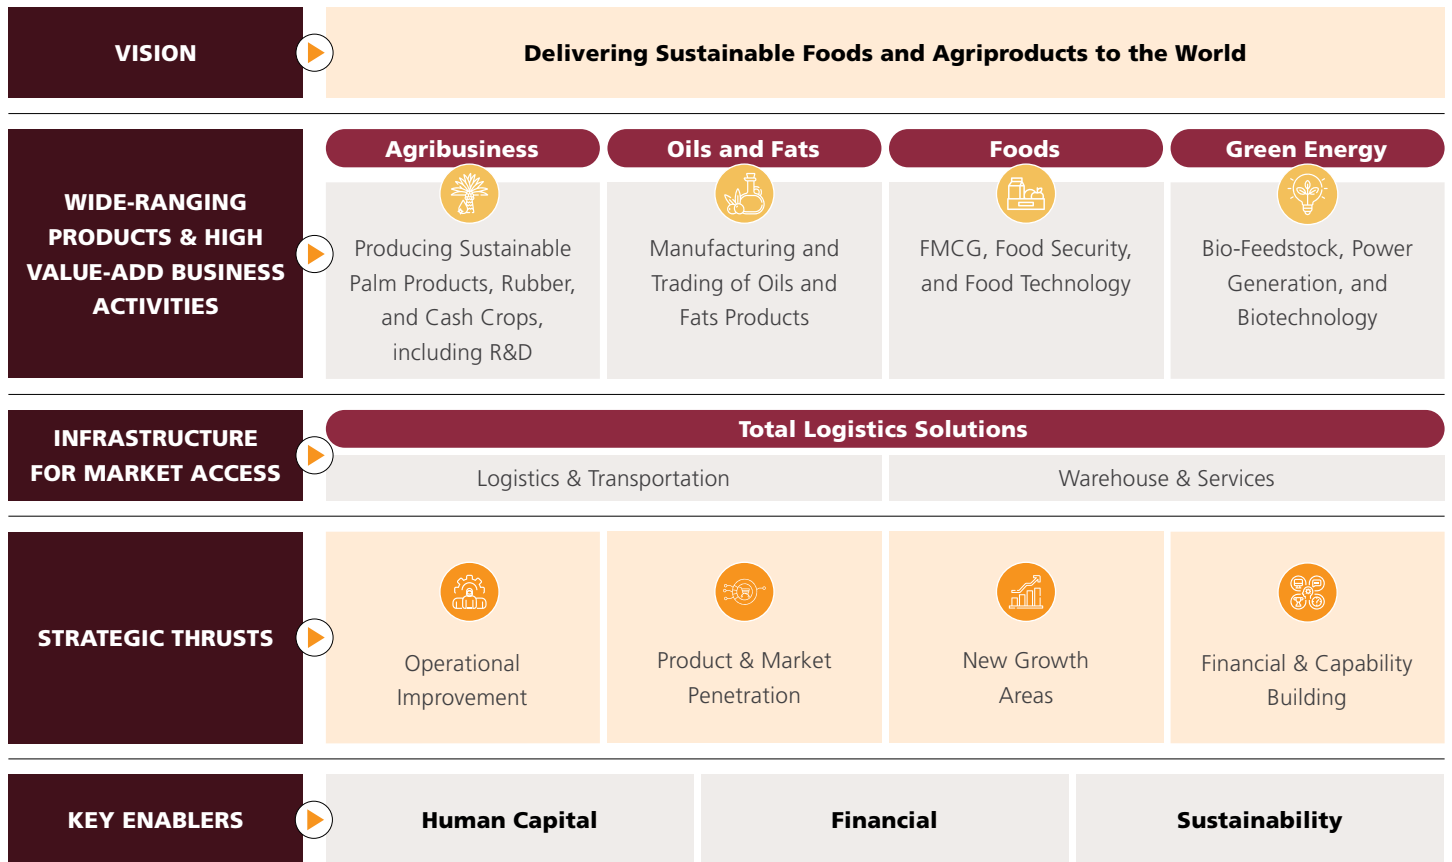 VISION
Delivering Sustainable Foods and Agriproducts to the World
WIDE-RANGING
PRODUCTS & HIGH
VALUE-ADD BUSINESS
ACTIVITIES
Agribusiness
Producing Sustainable
Palm Products, Rubber,
and Cash Crops,
including R&D
Oils and Fats
Manufacturing and
Trading of Oils and
Fats Products
Foods
FMCG, Food Security,
and Food Technology
Green Energy
Bio-Feedstock, Power
Generation, and
Biotechnology
INFRASTRUCTURE
FOR MARKET ACCESS
Total Logistics Solutions
Logistics & Transportation
Warehouse & Services
STRATEGIC THRUSTS
Operational
Improvement
Product & Market
Penetration
New Growth
Areas
Financial & Capability
Building
KEY ENABLERS
Human Capital
Financial
Sustainability